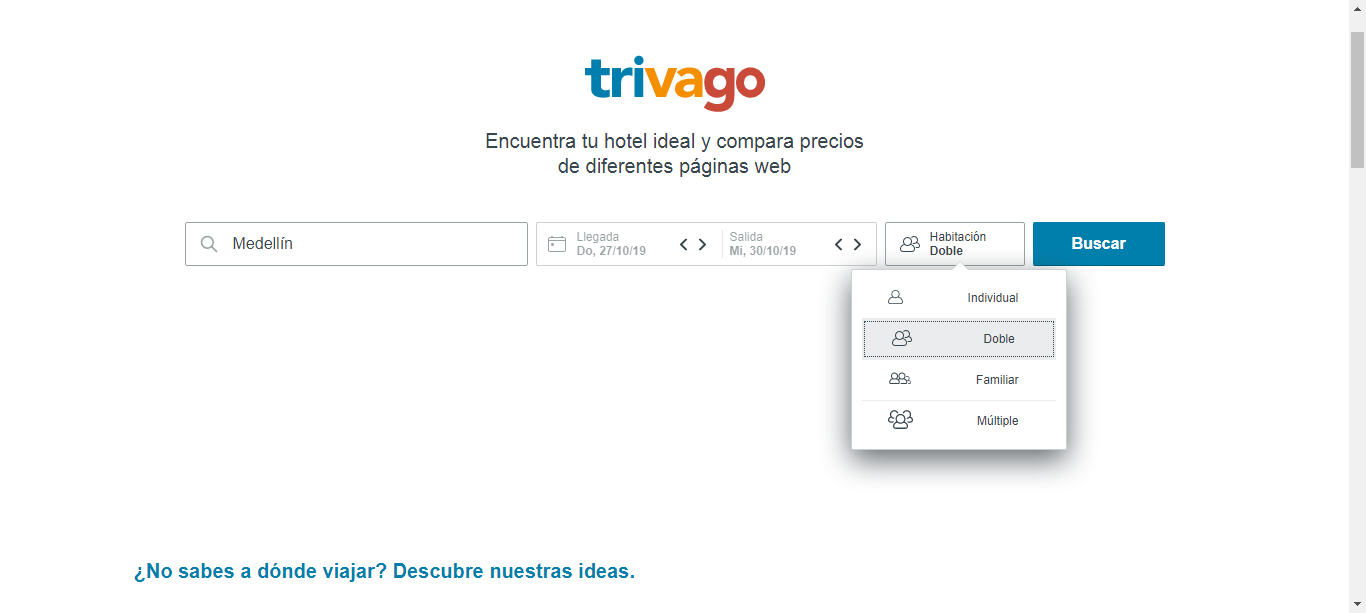 trivago
Encuentra tu hotel ideal y compara precios
de diferentes páginas web
Medellín
Llegada
Do, 27/10/19
Salida
Mi, 30/10/19
Habitación
Doble
Buscar
Individual
Doble
Familiar
Múltiple
¿No sabes a dónde viajar? Descubre nuestras ideas.